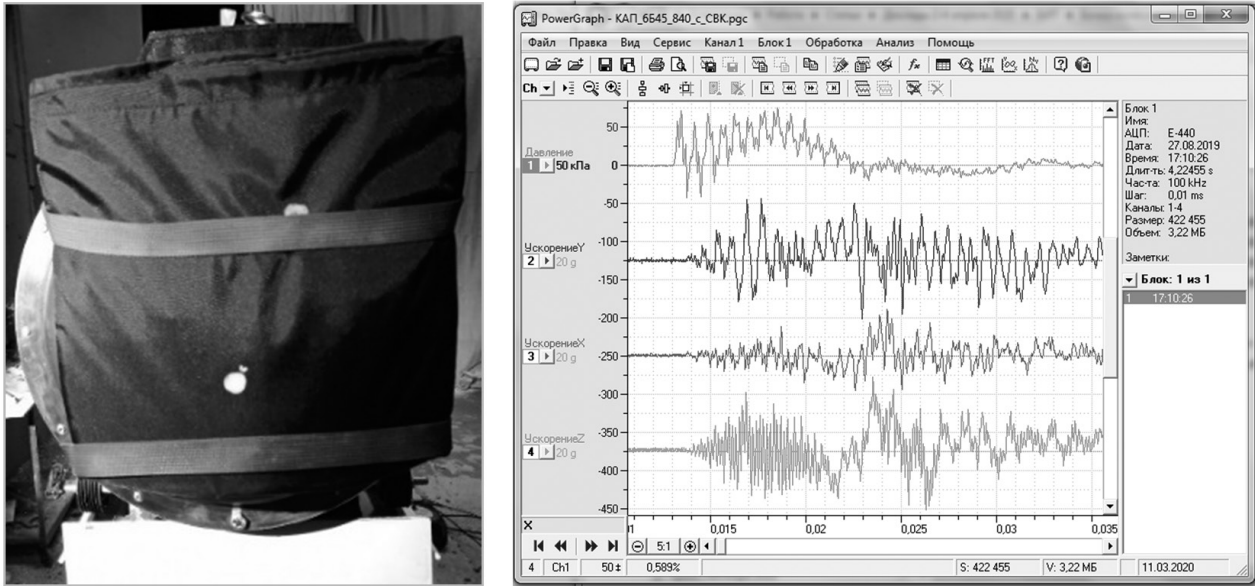 PowerGraph - КАП_6Б45_840_с_СВК.pgc
Файл Правка Вид Сервис Канал 1 Блок 1 Обработка Анализ Помощь
Ch
Давление
1 50 кПа
УскорениеY
2 20 g
УскорениеX
3 20 g
УскорениеZ
4 20 g
50
0
-50
-100
-150
-200
-250
-300
-350
-400
-450
0,015 0,02 0,025 0,03 0,035
Блок 1
Имя:
АЦП: E-440
Дата: 27.08.2019
Время: 17:10:26
Длит-ть: 4,22455 s
Час-та: 100 kHz
Шаг: 0,01 ms
Каналы: 1-4
Размер: 422 455
Объем: 3,22 МБ
Заметки:
Блок: 1 из 1
1 17:10:26
X
5:1
4 Ch1 50 ± 0,589% S: 422 455 V: 3,22 МБ 11.03.2020